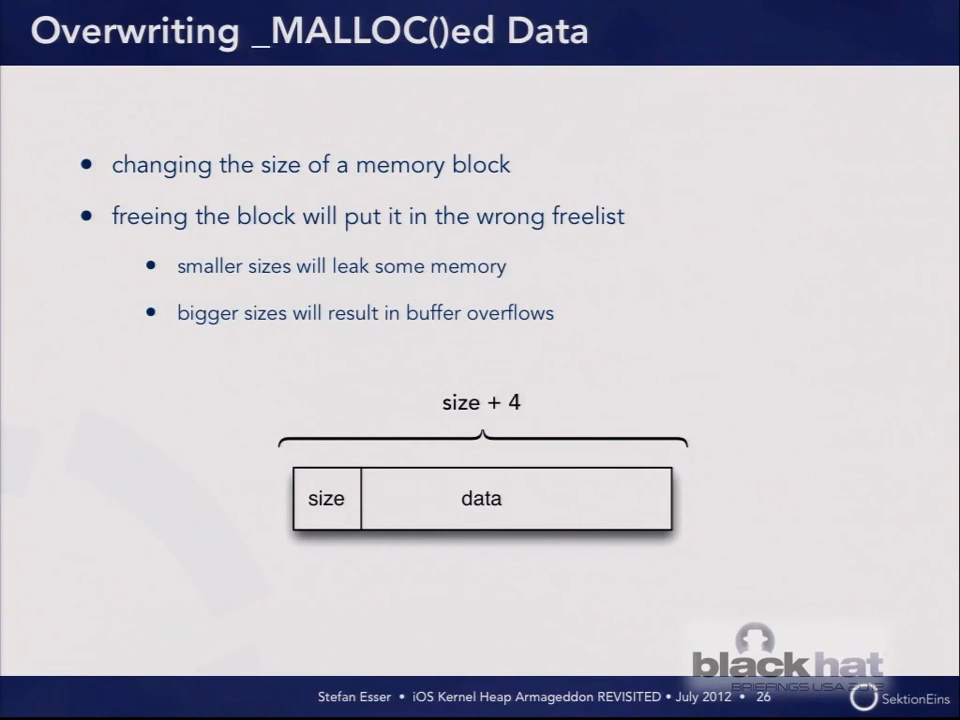 Overwriting _MALLOC()ed Data
• changing the size of a memory block
• freeing the block will put it in the wrong freelist
• smaller sizes will leak some memory
• bigger sizes will result in buffer overflows
size + 4
size data
blackhat
BRIEFINGS USA 2012
Stefan Esser • iOS Kernel Heap Armageddon REVISITED • July 2012 • 26
SektionEins